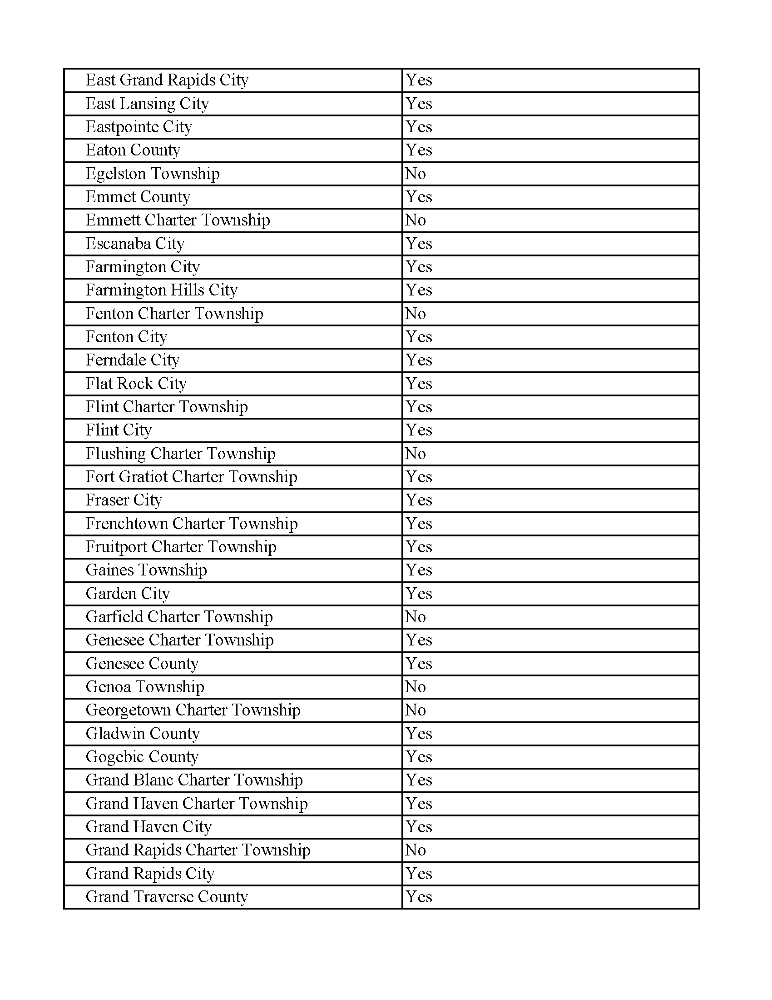 East Grand Rapids City Yes
East Lansing City Yes
Eastpointe City Yes
Eaton County Yes
Egelston Township No
Emmet County Yes
Emmett Charter Township No
Escanaba City Yes
Farmington City Yes
Farmington Hills City Yes
Fenton Charter Township No
Fenton City Yes
Ferndale City Yes
Flat Rock City Yes
Flint Charter Township Yes
Flint City Yes
Flushing Charter Township No
Fort Gratiot Charter Township Yes
Fraser City Yes
Frenchtown Charter Township Yes
Fruitport Charter Township Yes
Gaines Township Yes
Garden City Yes
Garfield Charter Township No
Genesee Charter Township Yes
Genesee County Yes
Genoa Township No
Georgetown Charter Township No
Gladwin County Yes
Gogebic County Yes
Grand Blanc Charter Township Yes
Grand Haven Charter Township Yes
Grand Haven City Yes
Grand Rapids Charter Township No
Grand Rapids City Yes
Grand Traverse County Yes